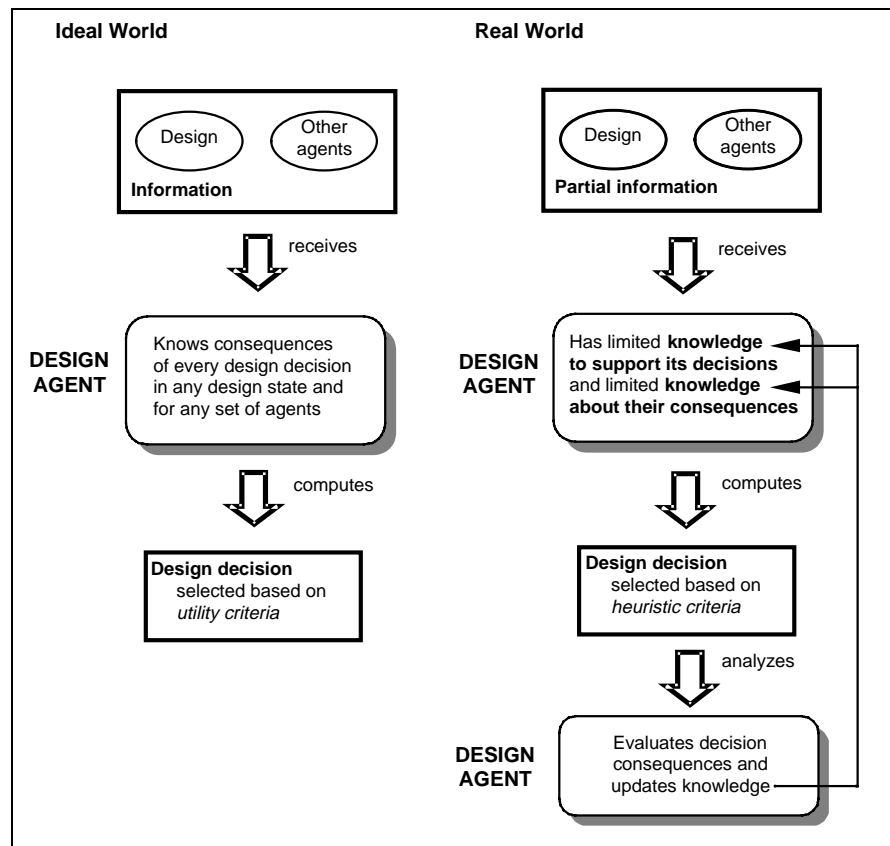 Ideal World
Design
Other
agents
Information
receives
DESIGN
AGENT
Knows consequences
of every design decision
in any design state and
for any set of agents
computes
Design decision
selected based on
utility criteria
Real World
Design
Other
agents
Partial information
receives
DESIGN
AGENT
Has limited knowledge
to support its decisions
and limited knowledge
about their consequences
computes
Design decision
selected based on
heuristic criteria
analyzes
DESIGN
AGENT
Evaluates decision
consequences and
updates knowledge